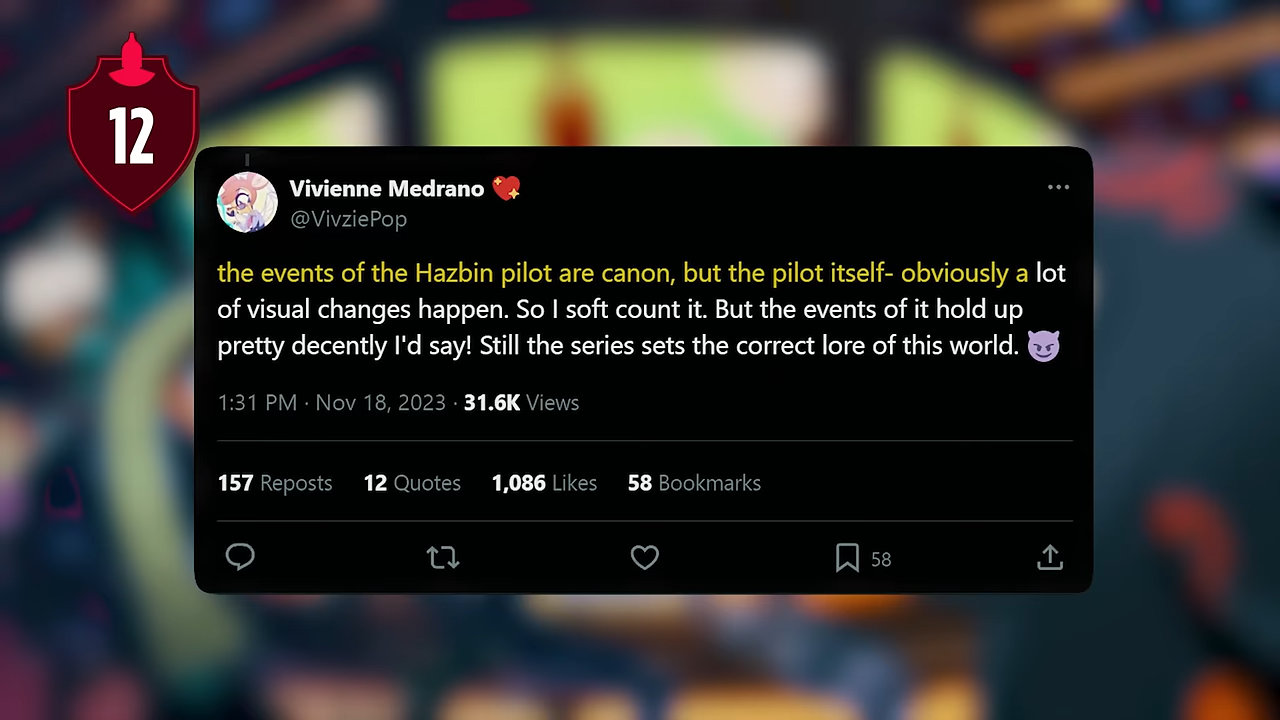 12
Vivienne Medrano 💖
@VivziePop
the events of the Hazbin pilot are canon, but the pilot itself- obviously a lot
of visual changes happen. So I soft count it. But the events of it hold up
pretty decently I'd say! Still the series sets the correct lore of this world. 😈
1:31 PM · Nov 18, 2023 · 31.6K Views
157 Reposts 12 Quotes 1,086 Likes 58 Bookmarks
58